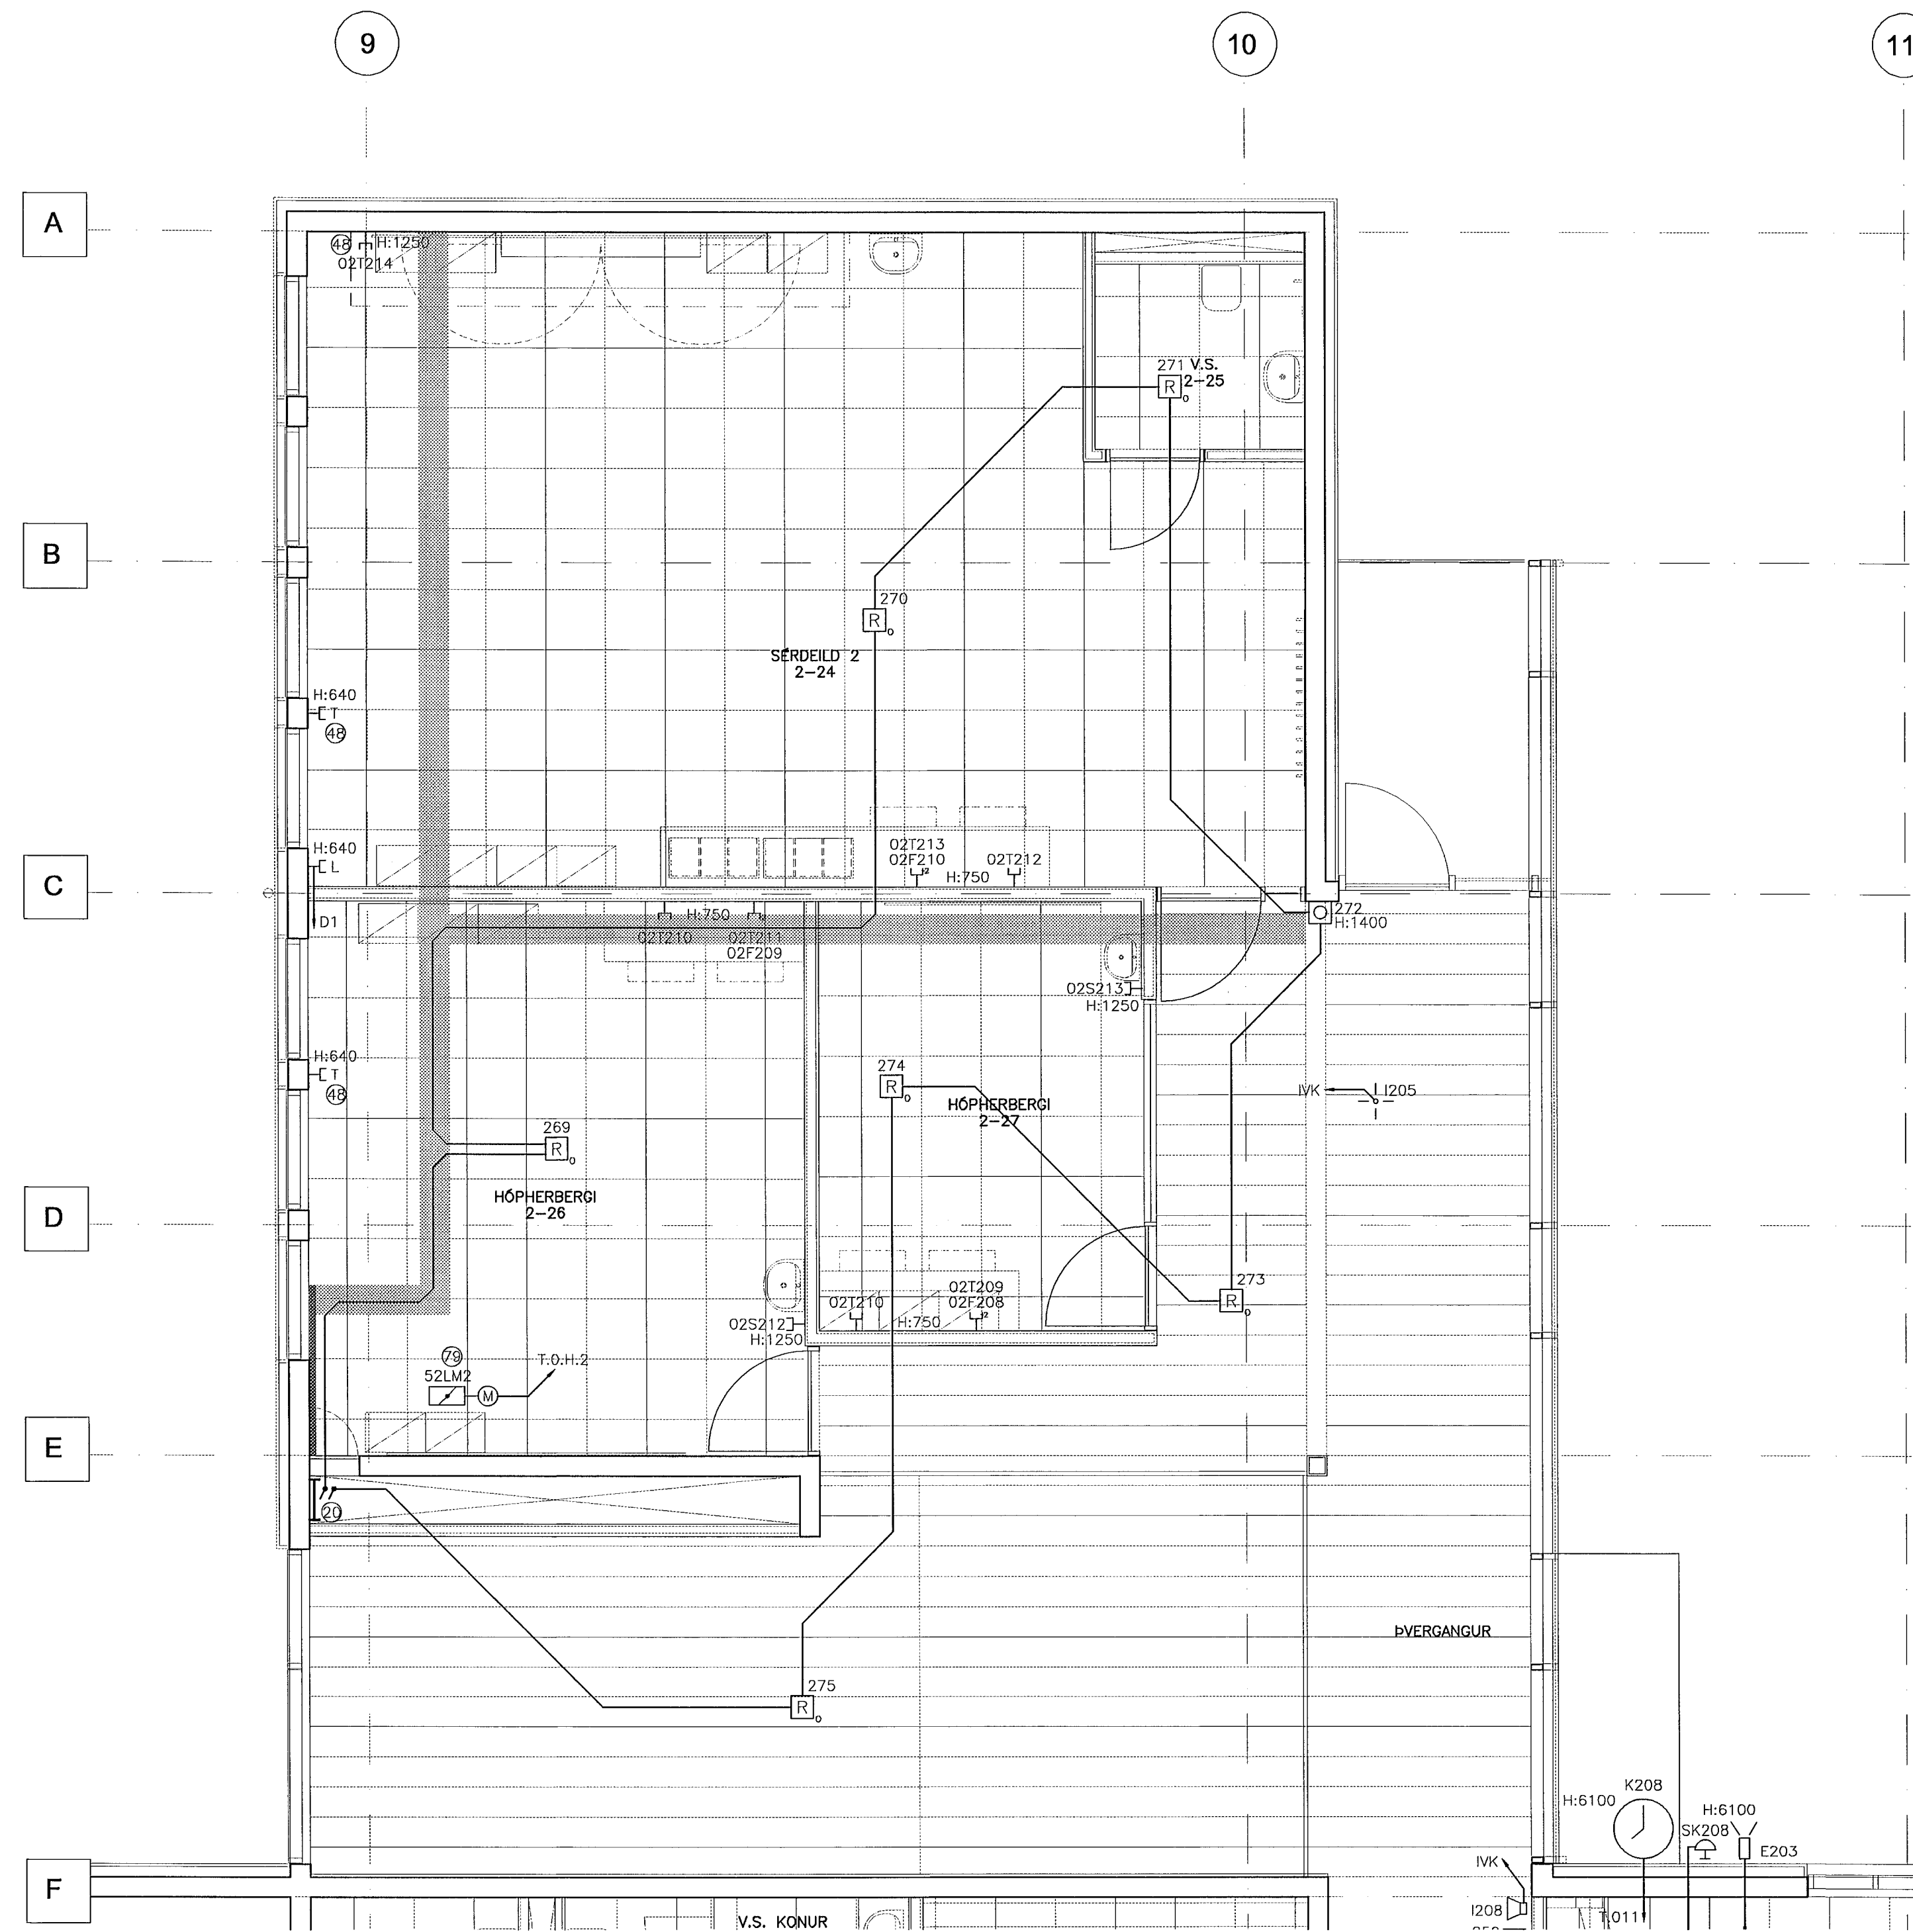 9
10
11
A
48
H:1250
02T214
271 V.S.
R
2-25
O
B
270
R
O
SÉRDEILD 2
2-24
H:640
T
48
H:640
L
02T213
02F210
2
02T212
H:750
C
D1
H:750
02T210
02T211
02F209
272
H:1400
02S213
H:1250
H:640
T
48
274
R
O
HÓPHERBERGI
2-27
IVK
I205
269
R
O
HÓPHERBERGI
2-26
D
273
R
O
02T209
02T210
02F208
2
H:750
02S212
H:1250
79
52LM2
M
T.O.H.2
E
20
ÞVERGANGUR
275
R
O
K208
H:6100
H:6100
SK208
E203
IVK
F
I208
T.011
V.S. KONUR